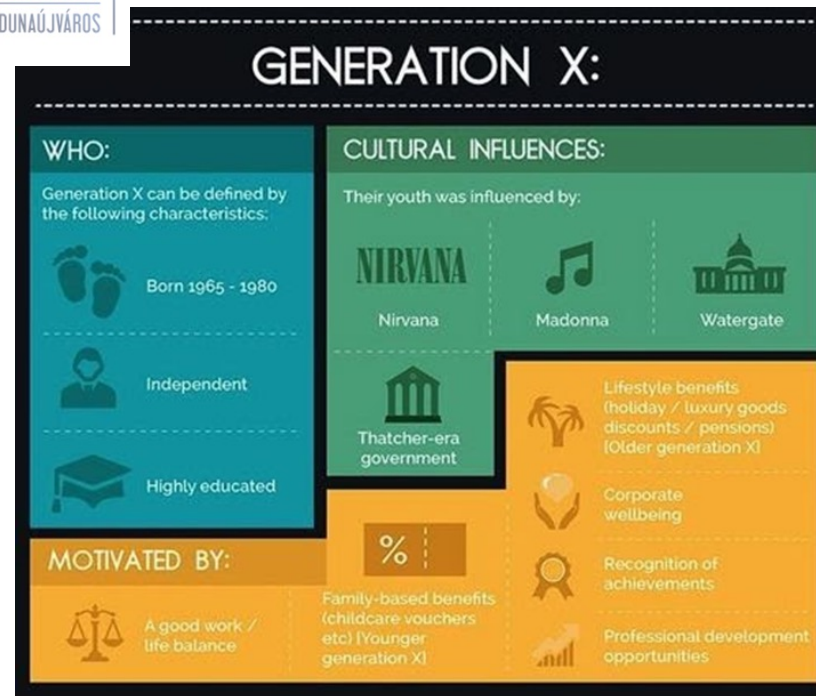 DUNAÚJVÁROS
GENERATION X:
WHO:
Generation X can be defined by
the following characteristics:
Born 1965 - 1980
Independent
Highly educated
CULTURAL INFLUENCES:
Their youth was influenced by:
NIRVANA
Nirvana
Madonna
Watergate
Thatcher-era
government
MOTIVATED BY:
A good work /
life balance
%
Family-based benefits
(childcare vouchers
etc) [Younger
generation X]
Lifestyle benefits
(holiday / luxury goods
discounts / pensions)
[Older generation X]
Corporate
wellbeing
Recognition of
achievements
Professional development
opportunities